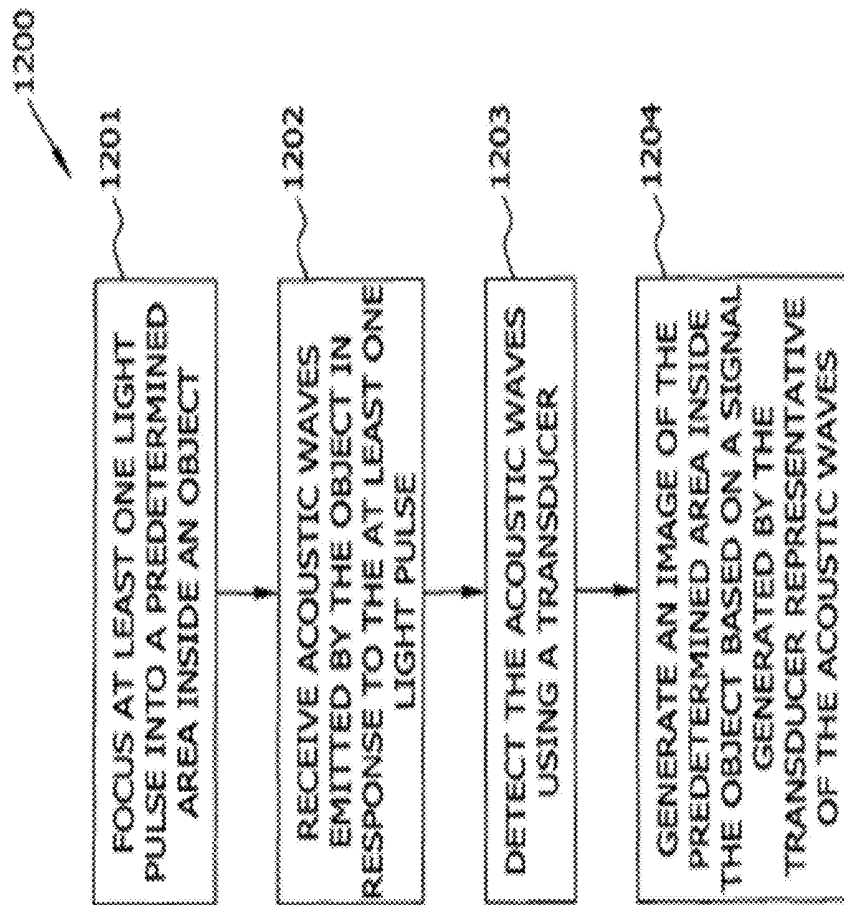 1200
1201
FOCUS AT LEAST ONE LIGHT
PULSE INTO A PREDETERMINED
AREA INSIDE AN OBJECT
1202
RECEIVE ACOUSTIC WAVES
EMITTED BY THE OBJECT IN
RESPONSE TO THE AT LEAST ONE
LIGHT PULSE
1203
DETECT THE ACOUSTIC WAVES
USING A TRANSDUCER
1204
GENERATE AN IMAGE OF THE
PREDETERMINED AREA INSIDE
THE OBJECT BASED ON A SIGNAL
GENERATED BY THE
TRANSDUCER REPRESENTATIVE
OF THE ACOUSTIC WAVES